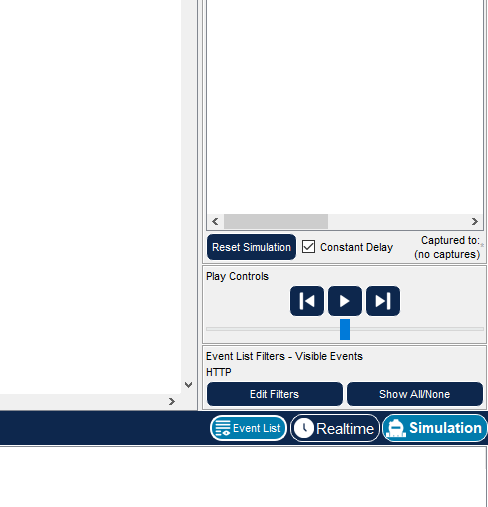 Reset Simulation
Constant Delay
Captured to:
(no captures)
Play Controls
Event List Filters - Visible Events
HTTP
Edit Filters
Show All/None
Event List
Realtime
Simulation